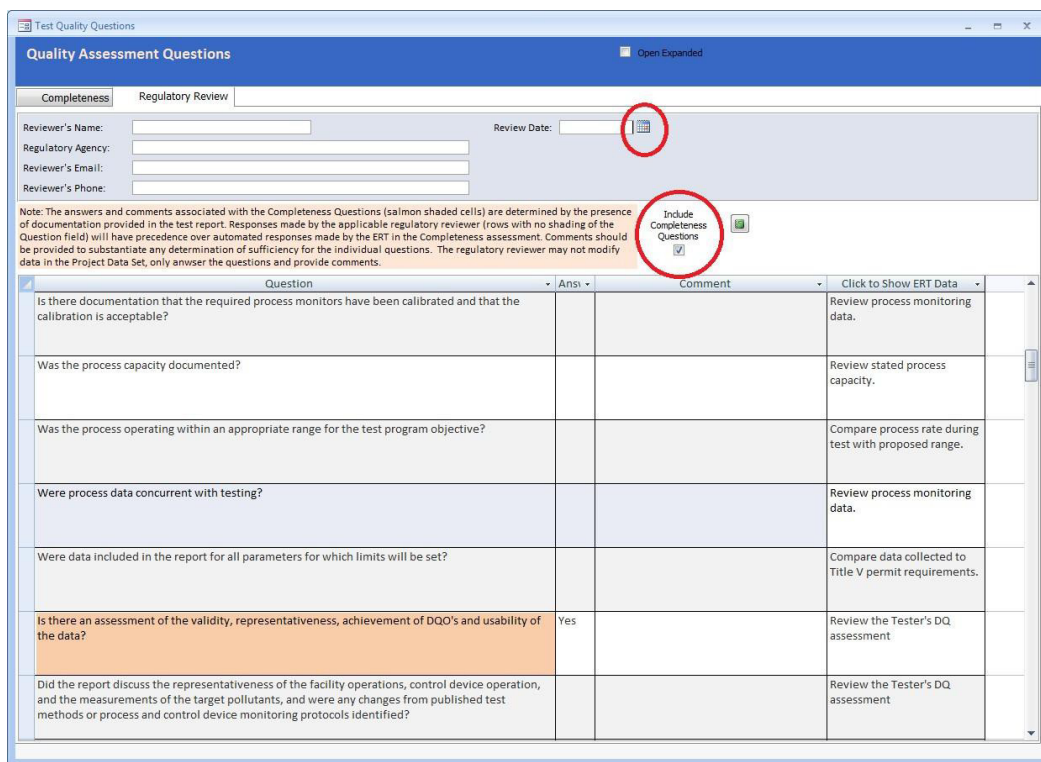 Test Quality Questions
Quality Assessment Questions
Open Expanded
Completeness
Regulatory Review
Reviewer's Name:
Review Date:
Regulatory Agency:
Reviewer's Email:
Reviewer's Phone:
Note: The answers and comments associated with the Completeness Questions (salmon shaded cells) are determined by the presence
of documentation provided in the test report. Responses made by the applicable regulatory reviewer (rows with no shading of the
Question field) will have precedence over automated responses made by the ERT in the Completeness assessment. Comments should
be provided to substantiate any determination of sufficiency for the individual questions. The regulatory reviewer may not modify
data in the Project Data Set, only anwser the questions and provide comments.
Include
Completeness
Questions
Question
Ansv
Comment
Click to Show ERT Data
Is there documentation that the required process monitors have been calibrated and that the
calibration is acceptable?
Review process monitoring
data.
Was the process capacity documented?
Review stated process
capacity.
Was the process operating within an appropriate range for the test program objective?
Compare process rate during
test with proposed range.
Were process data concurrent with testing?
Review process monitoring
data.
Were data included in the report for all parameters for which limits will be set?
Compare data collected to
Title V permit requirements.
Is there an assessment of the validity, representativeness, achievement of DQO's and usability of
the data?
Yes
Review the Tester's DQ
assessment
Did the report discuss the representativeness of the facility operations, control device operation,
and the measurements of the target pollutants, and were any changes from published test
methods or process and control device monitoring protocols identified?
Review the Tester's DQ
assessment